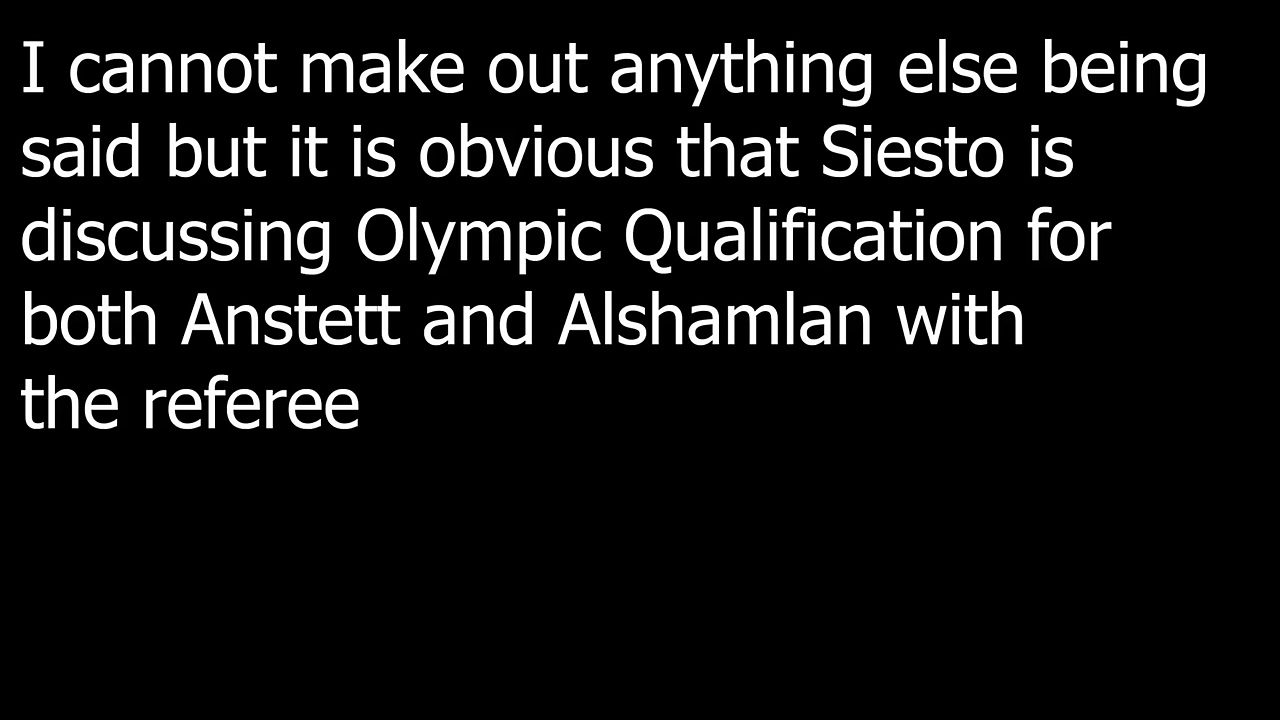 I cannot make out anything else being
said but it is obvious that Siesto is
discussing Olympic Qualification for
both Anstett and Alshamlan with
the referee